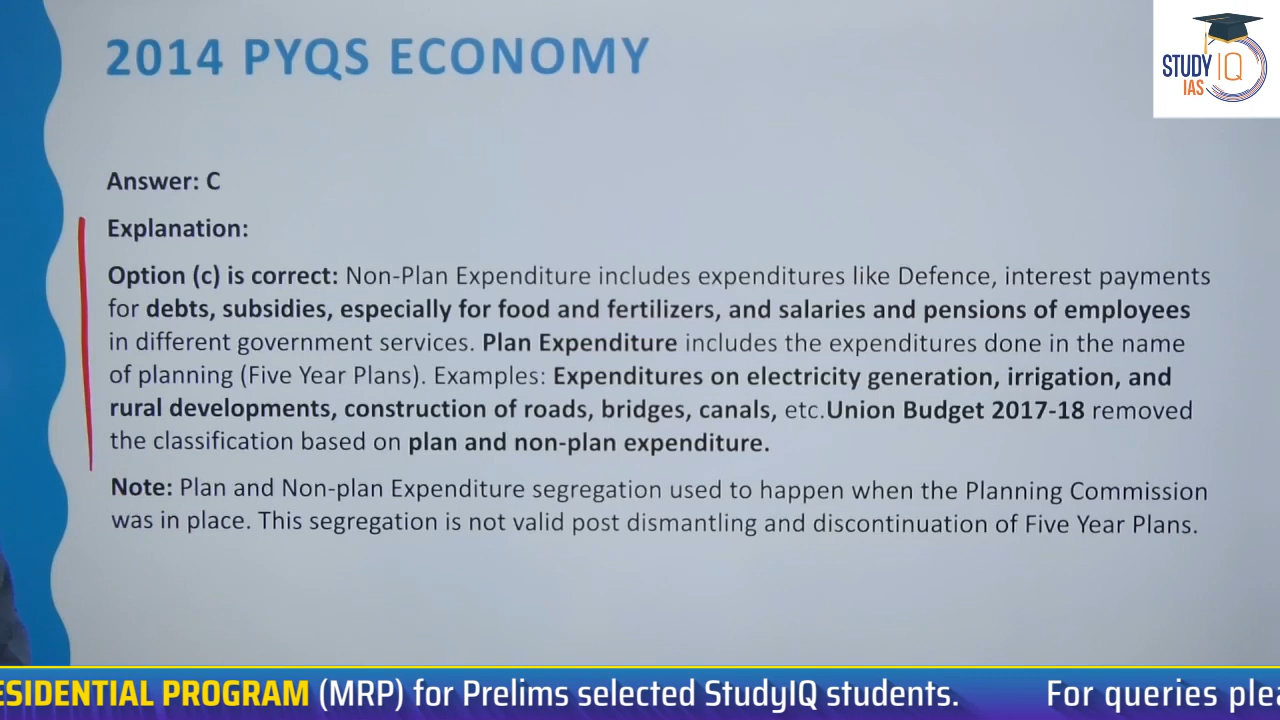 2014 PYQS ECONOMY
STUDY IQ
IAS
Answer: C
Explanation:
Option (c) is correct: Non-Plan Expenditure includes expenditures like Defence, interest payments
for debts, subsidies, especially for food and fertilizers, and salaries and pensions of employees
in different government services. Plan Expenditure includes the expenditures done in the name
of planning (Five Year Plans). Examples: Expenditures on electricity generation, irrigation, and
rural developments, construction of roads, bridges, canals, etc.Union Budget 2017-18 removed
the classification based on plan and non-plan expenditure.
Note: Plan and Non-plan Expenditure segregation used to happen when the Planning Commission
was in place. This segregation is not valid post dismantling and discontinuation of Five Year Plans.
ESIDENTIAL PROGRAM (MRP) for Prelims selected StudyIQ students. For queries plea